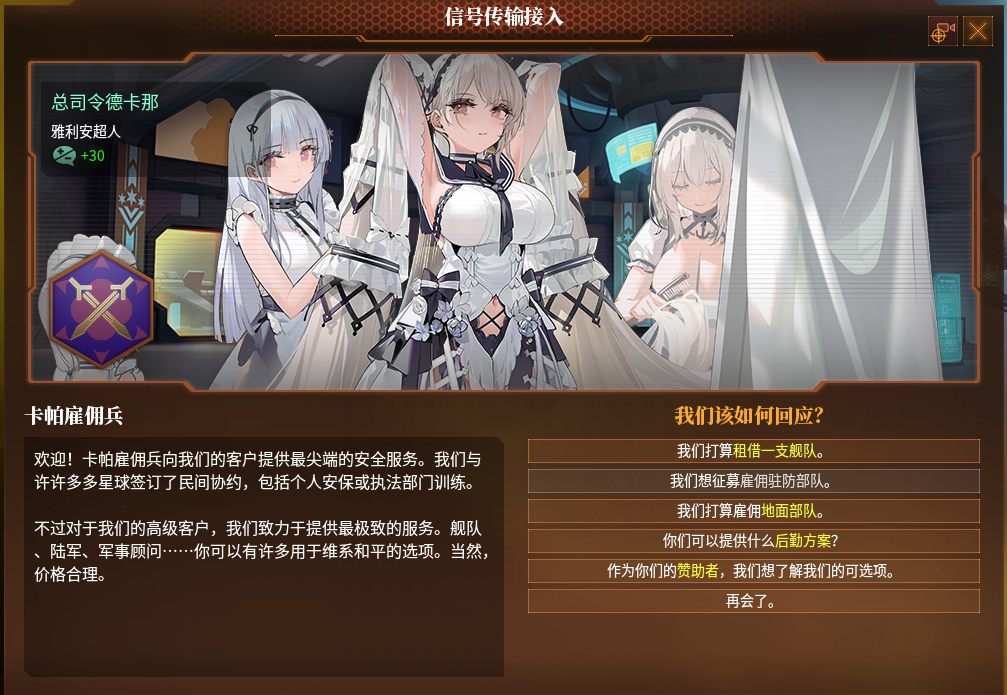 信号传输接入
总司令德卡那
雅利安超人
+30
卡帕雇佣兵
欢迎！卡帕雇佣兵向我们的客户提供最尖端的安全服务。我们与
许许多多星球签订了民间协约，包括个人安保或执法部门训练。
不过对于我们的高级客户，我们致力于提供最极致的服务。舰队
、陆军、军事顾问……你可以有许多用于维系和平的选项。当然，
价格合理。
我们该如何回应？
我们打算租借一支舰队。
我们想征募雇佣驻防部队。
我们打算雇佣地面部队。
你们可以提供什么后勤方案？
作为你们的赞助者，我们想了解我们的可选项。
再会了。